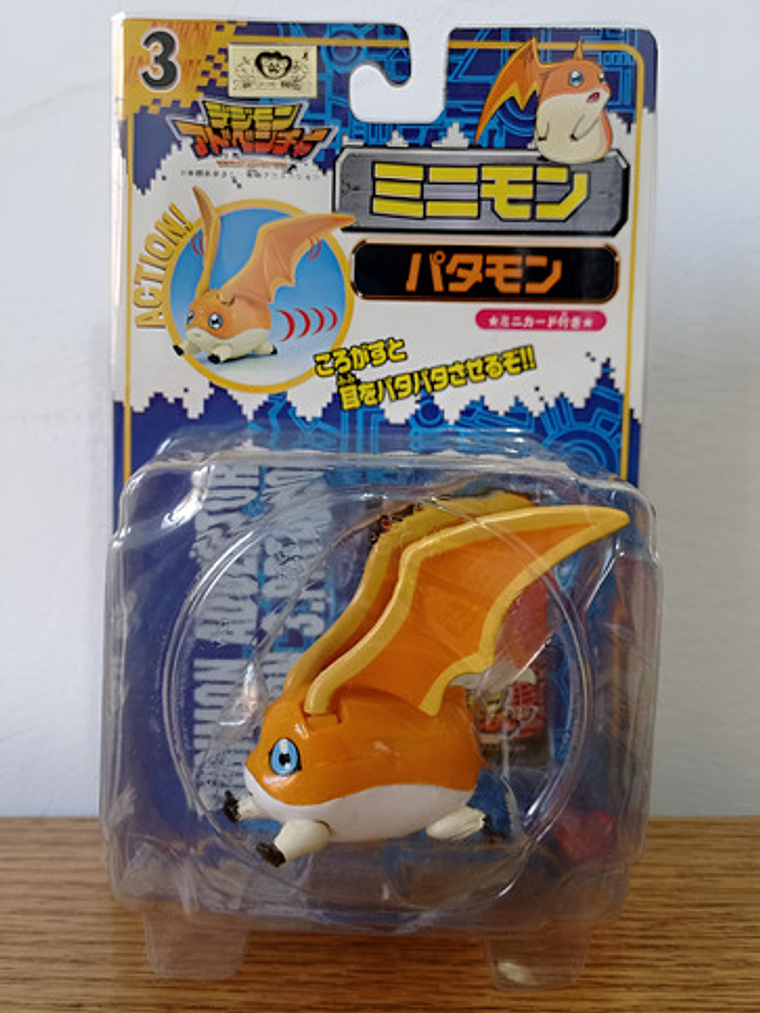 3
デジモン
アドベンチャー
ミニモン
ACTION!
パタモン
★ミニカード付き★
ころがすと
耳をパタパタさせるぞ!!